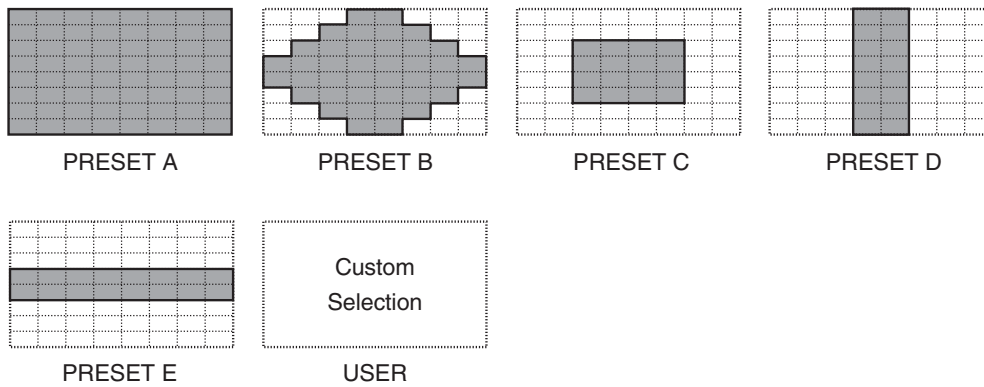 PRESET A
PRESET B
PRESET C
PRESET D
Custom
Selection
PRESET E
USER